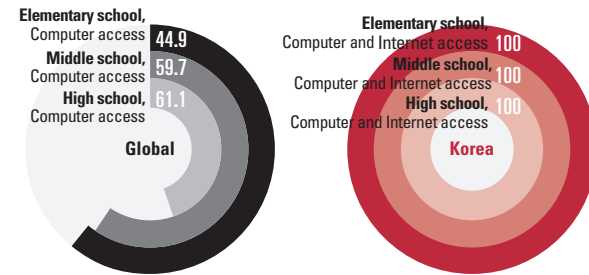 Elementary school,
Computer access 44.9
Middle school,
Computer access 59.7
High school,
Computer access 61.1
Global
Elementary school,
Computer and Internet access 100
Middle school,
Computer and Internet access 100
High school,
Computer and Internet access 100
Korea